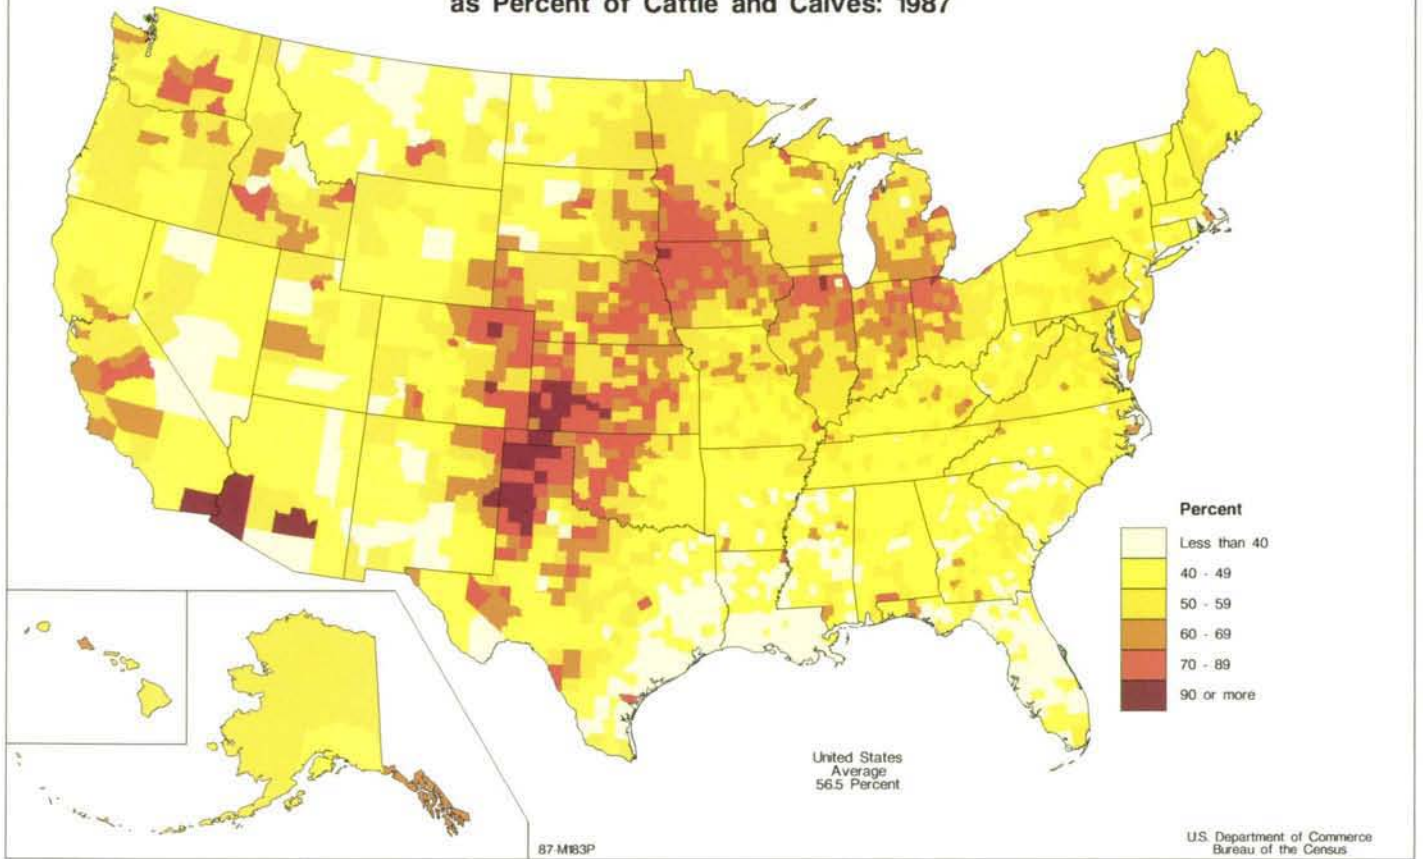 as Percent of Cattle and Calves: 1987
Percent
Less than 40
40 - 49
50 - 59
60 - 69
70 - 89
90 or more
United States
Average
56.5 Percent
87-M183P
U.S. Department of Commerce
Bureau of the Census